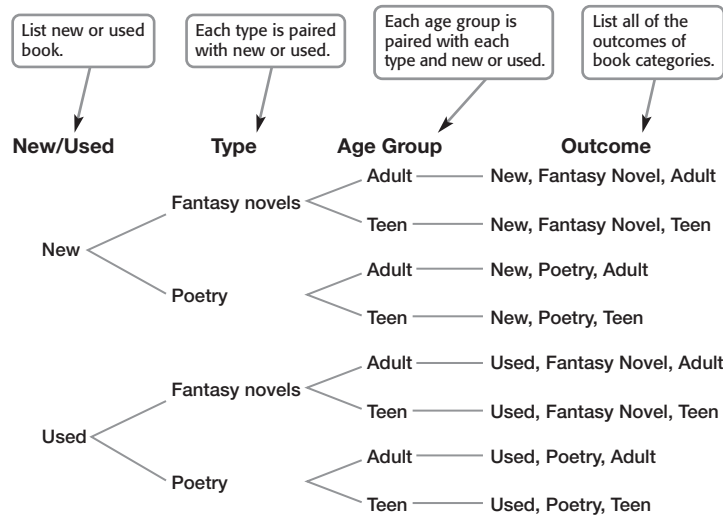 List new or used
book.
Each type is paired
with new or used.
Each age group is
paired with each
type and new or used.
List all of the
outcomes of
book categories.
New/Used
Type
Age Group
Outcome
New
Fantasy novels
Adult
New, Fantasy Novel, Adult
Teen
New, Fantasy Novel, Teen
Poetry
Adult
New, Poetry, Adult
Teen
New, Poetry, Teen
Used
Fantasy novels
Adult
Used, Fantasy Novel, Adult
Teen
Used, Fantasy Novel, Teen
Poetry
Adult
Used, Poetry, Adult
Teen
Used, Poetry, Teen